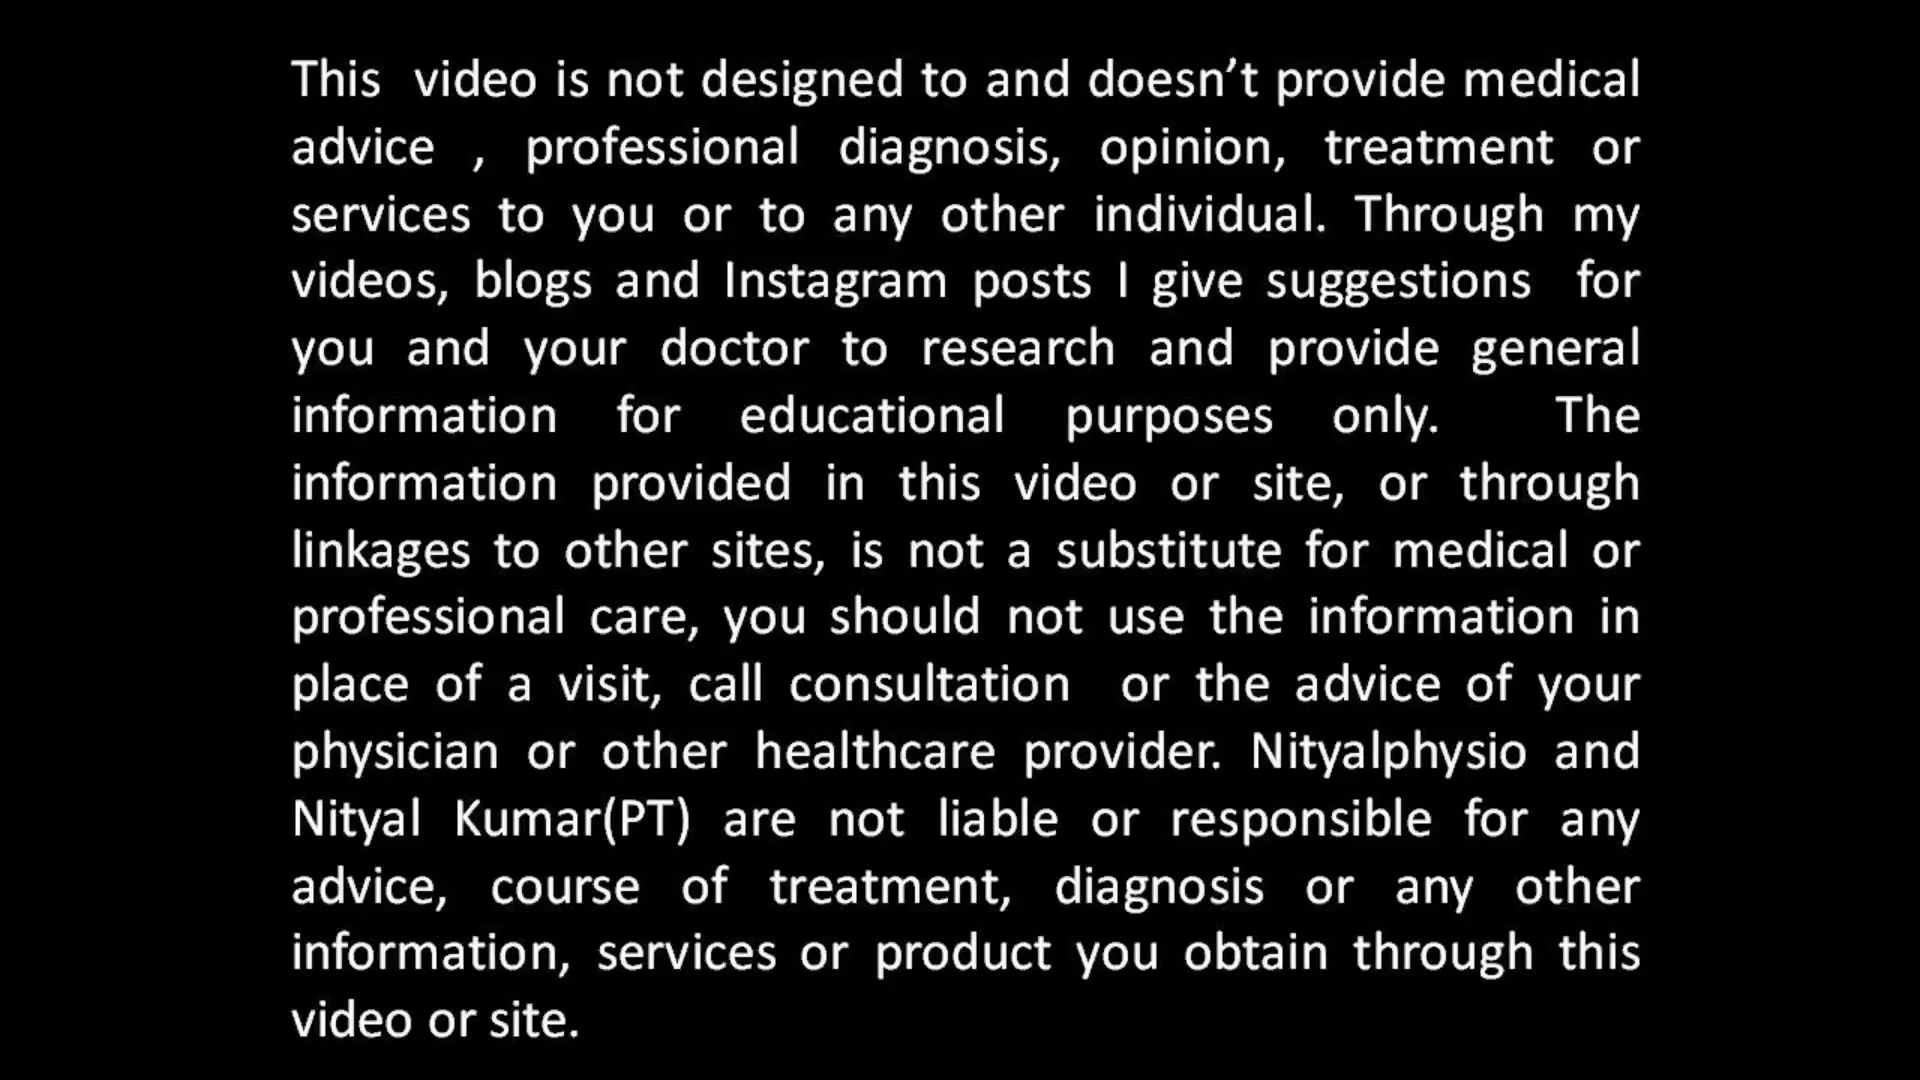 This video is not designed to and doesn’t provide medical
advice , professional diagnosis, opinion, treatment or
services to you or to any other individual. Through my
videos, blogs and Instagram posts I give suggestions for
you and your doctor to research and provide general
information for educational purposes only. The
information provided in this video or site, or through
linkages to other sites, is not a substitute for medical or
professional care, you should not use the information in
place of a visit, call consultation or the advice of your
physician or other healthcare provider. Nityalphysio and
Nityal Kumar(PT) are not liable or responsible for any
advice, course of treatment, diagnosis or any other
information, services or product you obtain through this
video or site.